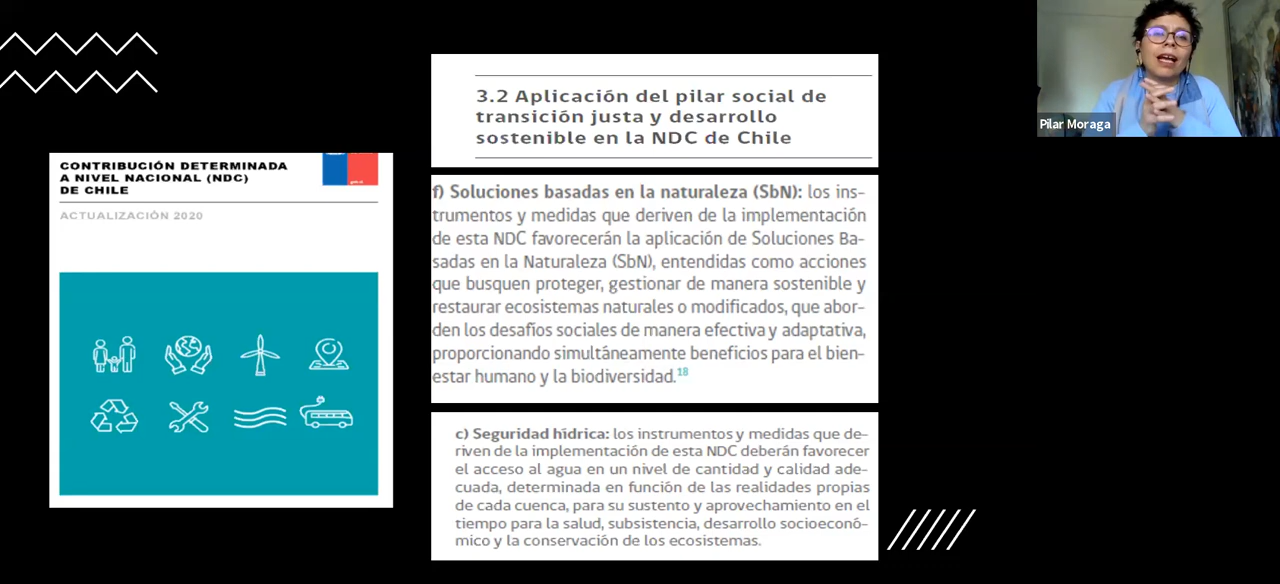 CONTRIBUCIÓN DETERMINADA
A NIVEL NACIONAL (NDC)
DE CHILE
ACTUALIZACIÓN 2020
3.2 Aplicación del pilar social de
transición justa y desarrollo
sostenible en la NDC de Chile
f) Soluciones basadas en la naturaleza (SbN): los ins-
trumentos y medidas que deriven de la implementación
de esta NDC favorecerán la aplicación de Soluciones Ba-
sadas en la Naturaleza (SbN), entendidas como acciones
que busquen proteger, gestionar de manera sostenible y
restaurar ecosistemas naturales o modificados, que abor-
den los desafíos sociales de manera efectiva y adaptativa,
proporcionando simultáneamente beneficios para el bien-
estar humano y la biodiversidad.18
c) Seguridad hídrica: los instrumentos y medidas que de-
riven de la implementación de esta NDC deberán favorecer
el acceso al agua en un nivel de cantidad y calidad ade-
cuada, determinada en función de las realidades propias
de cada cuenca, para su sustento y aprovechamiento en el
tiempo para la salud, subsistencia, desarrollo socioeconó-
mico y la conservación de los ecosistemas.
Pilar Moraga